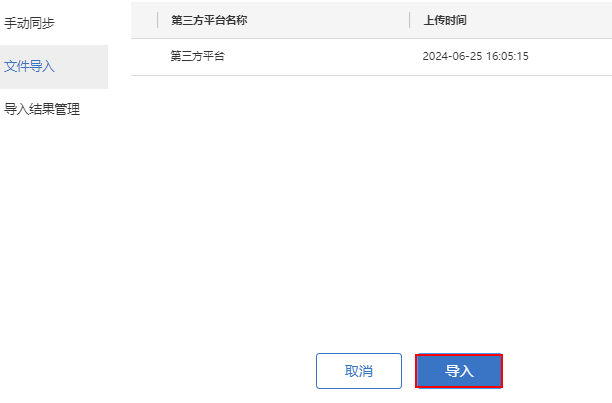 手动同步
文件导入
导入结果管理
第三方平台名称 上传时间
第三方平台 2024-06-25 16:05:15
取消 导入